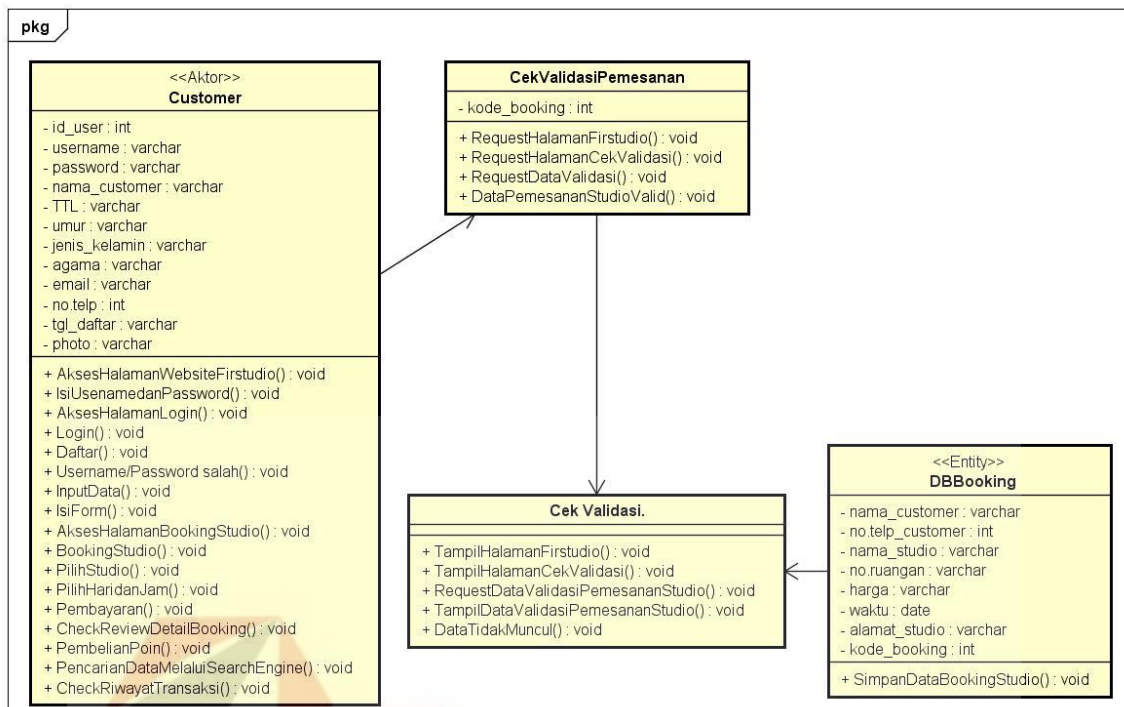 pkg
<<Aktor>>
Customer
- id_user : int
- username : varchar
- password : varchar
- nama_customer : varchar
- TTL : varchar
- umur : varchar
- jenis_kelamin : varchar
- agama : varchar
- email : varchar
- no.telp : int
- tgl_daftar : varchar
- photo : varchar
+ AksesHalamanWebsiteFirstudio() : void
+ IsiUsenamedanPassword() : void
+ AksesHalamanLogin() : void
+ Login() : void
+ Daftar() : void
+ Username/Password salah() : void
+ InputData() : void
+ IsiForm() : void
+ AksesHalamanBookingStudio() : void
+ BookingStudio() : void
+ PilihStudio() : void
+ PilihHaridanJam() : void
+ Pembayaran() : void
+ CheckReviewDetailBooking() : void
+ PembelianPoin() : void
+ PencarianDataMelaluiSearchEngine() : void
+ CheckRiwayatTransaksi() : void
CekValidasiPemesanan
- kode_booking : int
+ RequestHalamanFirstudio() : void
+ RequestHalamanCekValidasi() : void
+ RequestDataValidasi() : void
+ DataPemesananStudioValid() : void
Cek Validasi.
+ TampilHalamanFirstudio() : void
+ TampilHalamanCekValidasi() : void
+ RequestDataValidasiPemesananStudio() : void
+ TampilDataValidasiPemesananStudio() : void
+ DataTidakMuncul() : void
<<Entity>>
DBBooking
- nama_customer : varchar
- no.telp_customer : int
- nama_studio : varchar
- no.ruangan : varchar
- harga : varchar
- waktu : date
- alamat_studio : varchar
- kode_booking : int
+ SimpanDataBookingStudio() : void